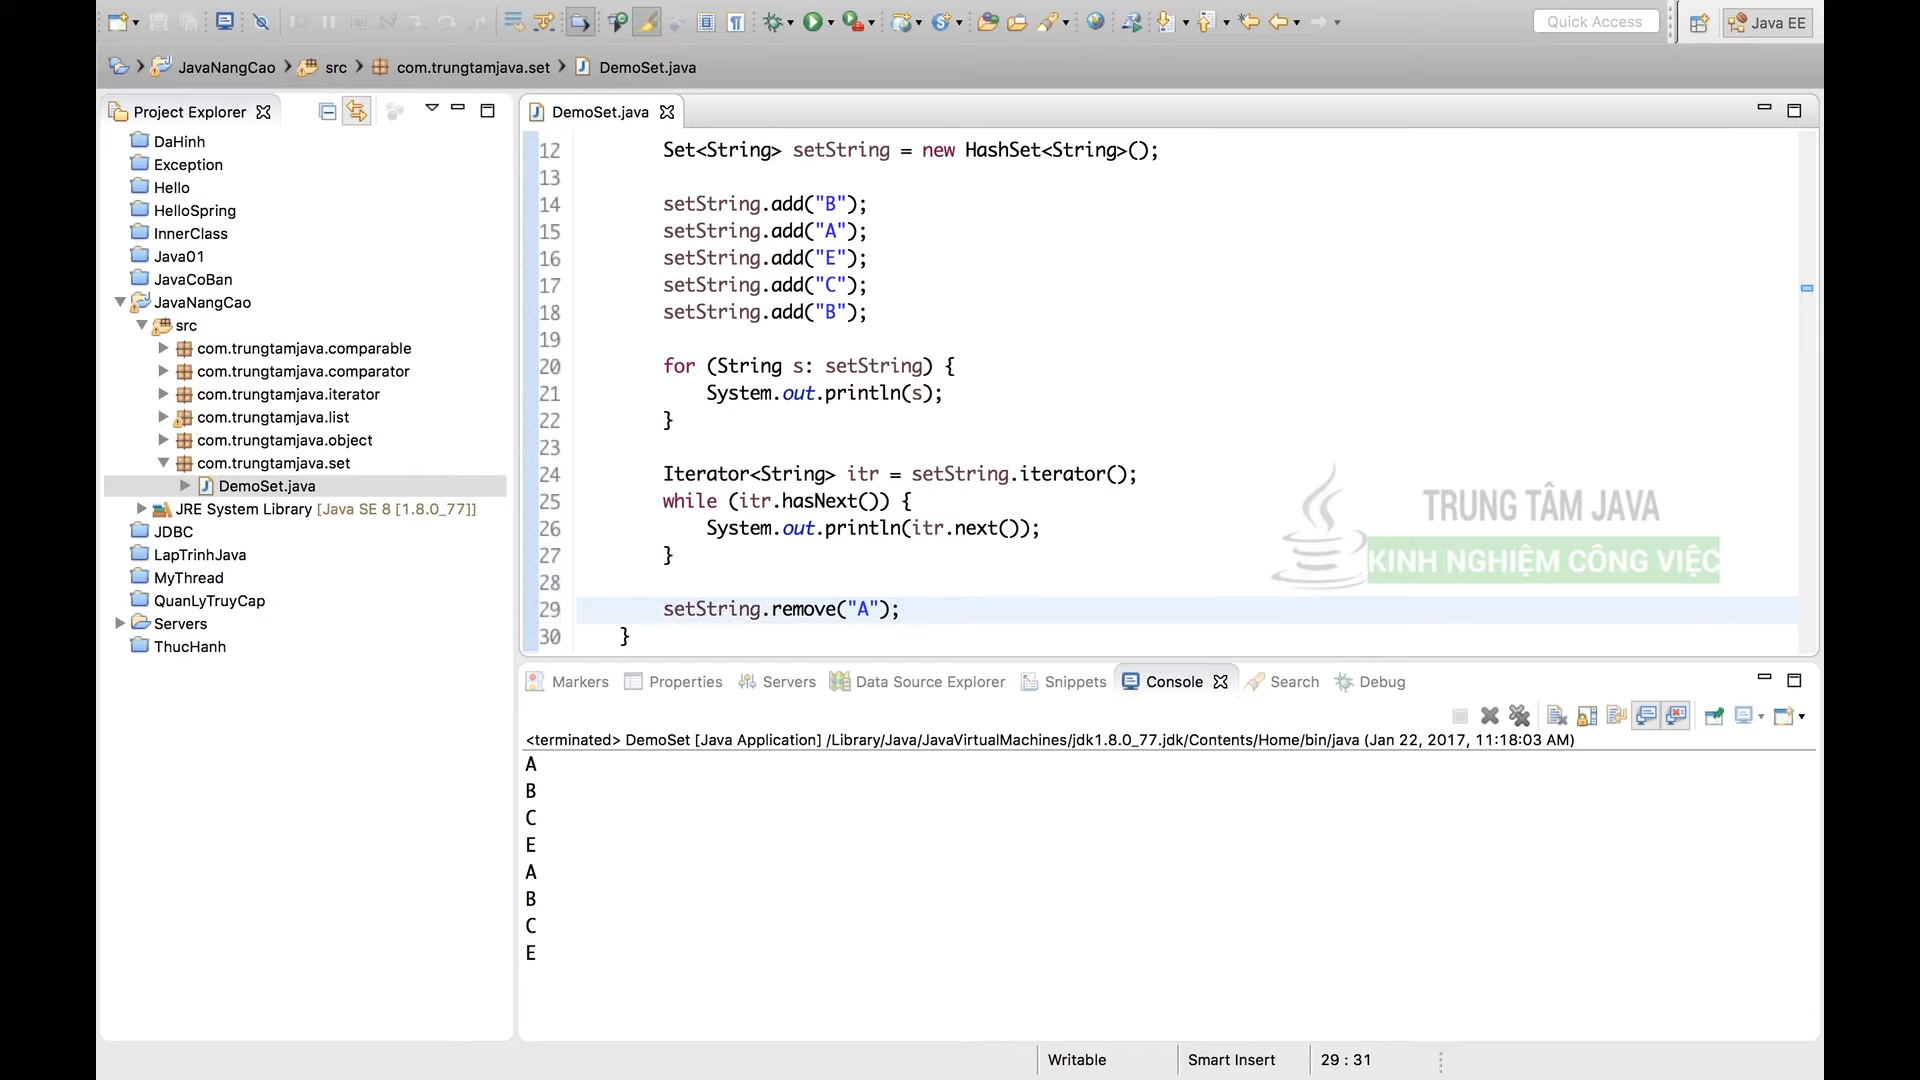 Quick Access
Java EE
JavaNangCao
src
com.trungtamjava.set
DemoSet.java
Project Explorer
DaHinh
Exception
Hello
HelloSpring
InnerClass
Java01
JavaCoBan
JavaNangCao
src
com.trungtamjava.comparable
com.trungtamjava.comparator
com.trungtamjava.iterator
com.trungtamjava.list
com.trungtamjava.object
com.trungtamjava.set
DemoSet.java
JRE System Library [Java SE 8 [1.8.0_77]]
JDBC
LapTrinhJava
MyThread
QuanLyTruyCap
Servers
ThucHanh
DemoSet.java
12 Set<String> setString = new HashSet<String>();
13
14 setString.add("B");
15 setString.add("A");
16 setString.add("E");
17 setString.add("C");
18 setString.add("B");
19
20 for (String s: setString) {
21 System.out.println(s);
22 }
23
24 Iterator<String> itr = setString.iterator();
25 while (itr.hasNext()) {
26 System.out.println(itr.next());
27 }
28
29 setString.remove("A");
30 }
TRUNG TÂM JAVA
KINH NGHIỆM CÔNG VIỆC
Markers Properties Servers Data Source Explorer Snippets Console Search Debug
<terminated> DemoSet [Java Application] /Library/Java/JavaVirtualMachines/jdk1.8.0_77.jdk/Contents/Home/bin/java (Jan 22, 2017, 11:18:03 AM)
A
B
C
E
A
B
C
E
Writable Smart Insert 29 : 31